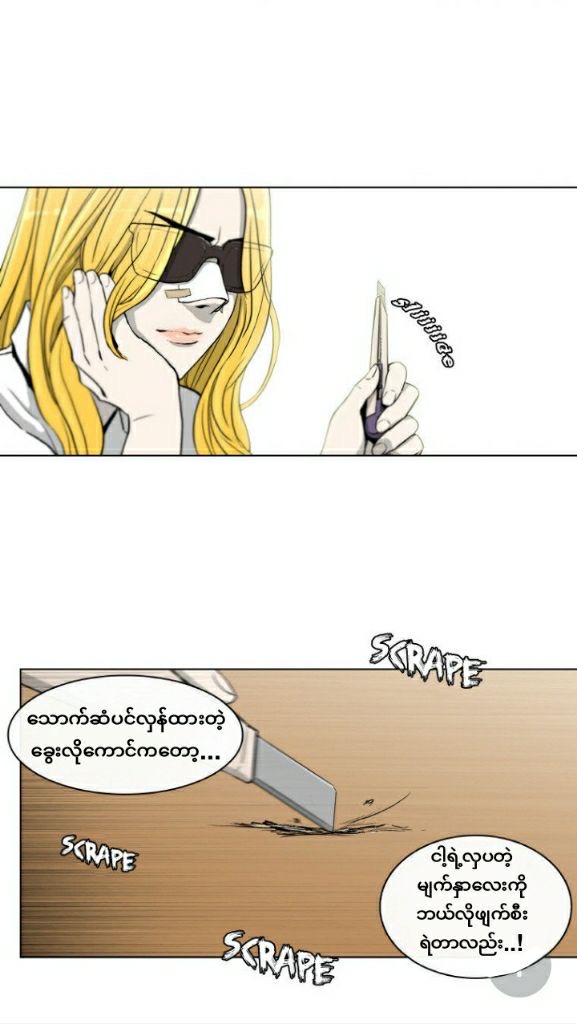 sliiiiide
SCRAPE
သောက်ဆံပင်လှန်ထားတဲ့
ခွေးလိုကောင်ကတော့...
SCRAPE
ငါ့ရဲ့လှပတဲ့
မျက်နှာလေးကို
ဘယ်လိုဖျက်စီး
ရဲတာလည်း..!
SCRAPE